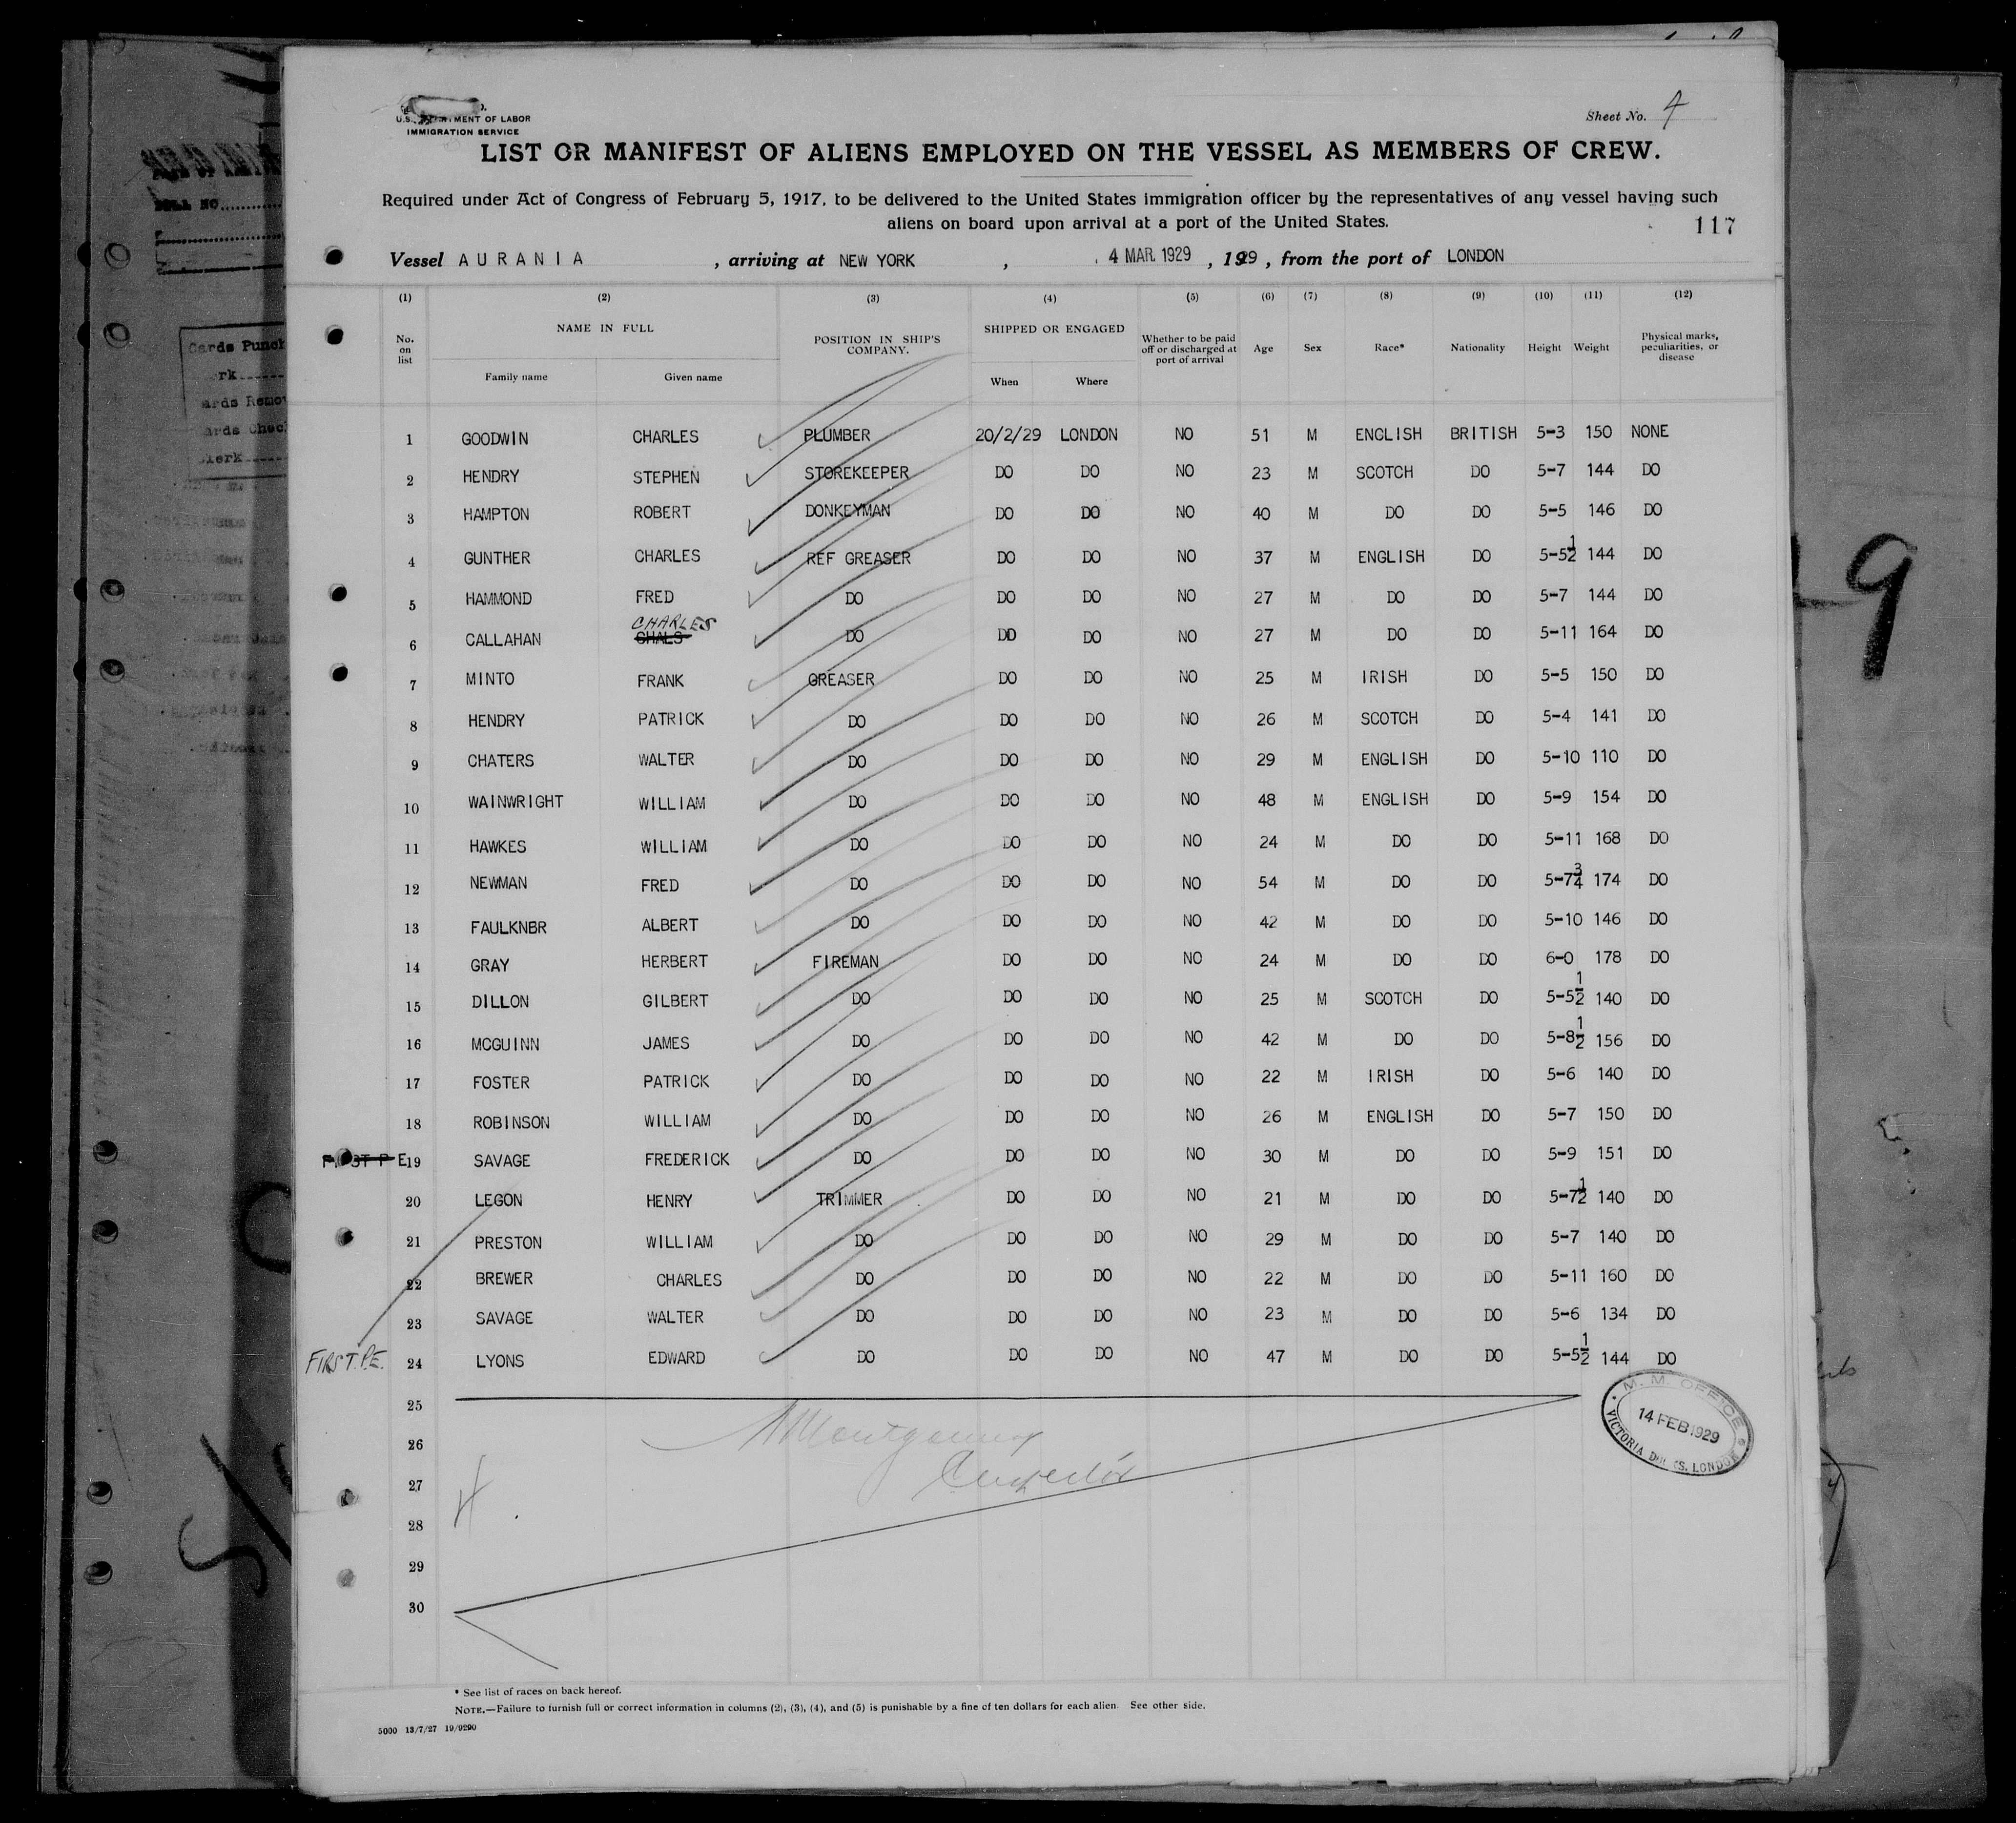 U.S. DEPARTMENT OF LABOR
IMMIGRATION SERVICE
Sheet No. 4
LIST OR MANIFEST OF ALIENS EMPLOYED ON THE VESSEL AS MEMBERS OF CREW.
Required under Act of Congress of February 5, 1917, to be delivered to the United States immigration officer by the representatives of any vessel having such
aliens on board upon arrival at a port of the United States.
117
Vessel AURANIA , arriving at NEW YORK , 4 MAR. 1929 , 1929 , from the port of LONDON
(1) (2) (3) (4) (5) (6) (7) (8) (9) (10) (11) (12)
No. on list NAME IN FULL Family name Given name POSITION IN SHIP'S COMPANY. SHIPPED OR ENGAGED When Where Whether to be paid off or discharged at port of arrival Age Sex Race* Nationality Height Weight Physical marks, peculiarities, or disease
1 GOODWIN CHARLES PLUMBER 20/2/29 LONDON NO 51 M ENGLISH BRITISH 5-3 150 NONE
2 HENDRY STEPHEN STOREKEEPER DO DO NO 23 M SCOTCH DO 5-7 144 DO
3 HAMPTON ROBERT DONKEYMAN DO DO NO 40 M DO DO 5-5 146 DO
4 GUNTHER CHARLES REF GREASER DO DO NO 37 M ENGLISH DO 5-5½ 144 DO
5 HAMMOND FRED DO DO DO NO 27 M DO DO 5-7 144 DO
6 CALLAHAN CHALS CHARLES DO DD DO NO 27 M DO DO 5-11 164 DO
7 MINTO FRANK GREASER DO DO NO 25 M IRISH DO 5-5 150 DO
8 HENDRY PATRICK DO DO DO NO 26 M SCOTCH DO 5-4 141 DO
9 CHATERS WALTER DO DO DO NO 29 M ENGLISH DO 5-10 110 DO
10 WAINWRIGHT WILLIAM DO DO DO NO 48 M ENGLISH DO 5-9 154 DO
11 HAWKES WILLIAM DO DO DO NO 24 M DO DO 5-11 168 DO
12 NEWMAN FRED DO DO DO NO 54 M DO DO 5-7¾ 174 DO
13 FAULKNBR ALBERT DO DO DO NO 42 M DO DO 5-10 146 DO
14 GRAY HERBERT FIREMAN DO DO NO 24 M DO DO 6-0 178 DO
15 DILLON GILBERT DO DO DO NO 25 M SCOTCH DO 5-5½ 140 DO
16 MCGUINN JAMES DO DO DO NO 42 M DO DO 5-8½ 156 DO
17 FOSTER PATRICK DO DO DO NO 22 M IRISH DO 5-6 140 DO
18 ROBINSON WILLIAM DO DO DO NO 26 M ENGLISH DO 5-7 150 DO
FIRST P E 19 SAVAGE FREDERICK DO DO DO NO 30 M DO DO 5-9 151 DO
20 LEGON HENRY TRIMMER DO DO NO 21 M DO DO 5-7½ 140 DO
21 PRESTON WILLIAM DO DO DO NO 29 M DO DO 5-7 140 DO
22 BREWER CHARLES DO DO DO NO 22 M DO DO 5-11 160 DO
23 SAVAGE WALTER DO DO DO NO 23 M DO DO 5-6 134 DO
FIRST.P.E. 24 LYONS EDWARD DO DO DO NO 47 M DO DO 5-5½ 144 DO
25
26 Montgomery
27 Inspector
28
29
30
M. M. OFFICE
14 FEB 1929
VICTORIA DOCKS, LONDON
* See list of races on back hereof.
NOTE.—Failure to furnish full or correct information in columns (2), (3), (4), and (5) is punishable by a fine of ten dollars for each alien. See other side.
5000 13/7/27 19/9290